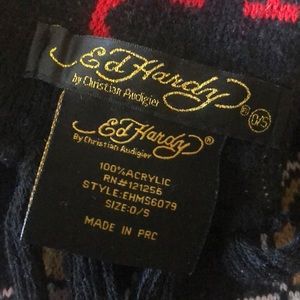 Ed Hardy
by Christian Audigier
® O/S
Ed Hardy®
By Christian Audigier
100% ACRYLIC
RN#121256
STYLE:EHMS6079
SIZE:O/S
MADE IN PRC